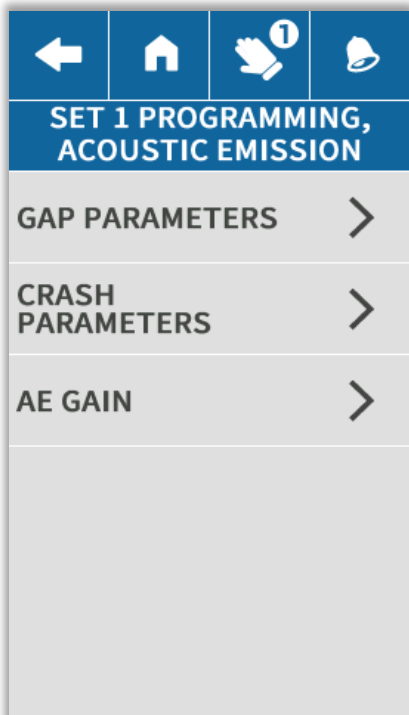 1
SET 1 PROGRAMMING,
ACOUSTIC EMISSION
GAP PARAMETERS
CRASH
PARAMETERS
AE GAIN